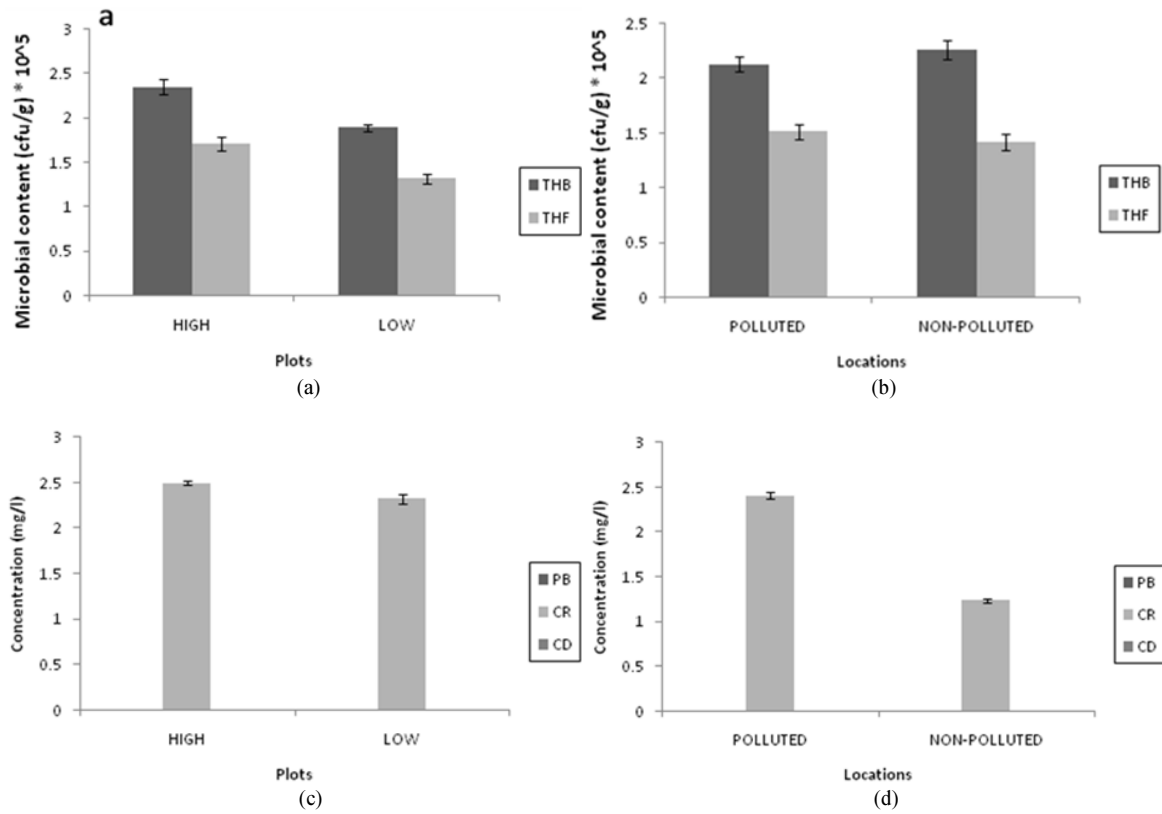 a
Microbial content (cfu/g) * 10^5
3
2.5
2
1.5
1
0.5
0
HIGH
LOW
Plots
THB
THF
(a)
Microbial content (cfu/g) * 10^5
2.5
2
1.5
1
0.5
0
POLLUTED
NON-POLLUTED
Locations
THB
THF
(b)
Concentration (mg/l)
3
2.5
2
1.5
1
0.5
0
HIGH
LOW
Plots
PB
CR
CD
(c)
Concentration (mg/l)
3
2.5
2
1.5
1
0.5
0
POLLUTED
NON-POLLUTED
Locations
PB
CR
CD
(d)